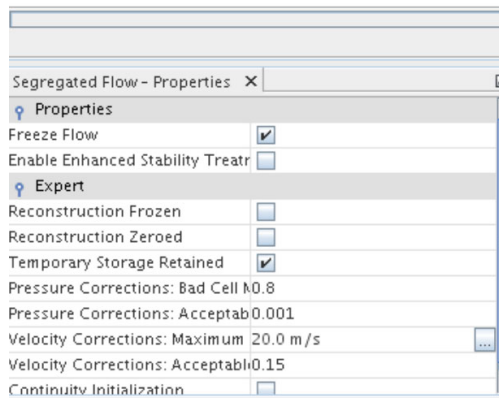 Segregated Flow - Properties
Properties
Freeze Flow
Enable Enhanced Stability Treatr
Expert
Reconstruction Frozen
Reconstruction Zeroed
Temporary Storage Retained
Pressure Corrections: Bad Cell M 0.8
Pressure Corrections: Acceptab 0.001
Velocity Corrections: Maximum 20.0 m/s ...
Velocity Corrections: Acceptabl 0.15
Continuity Initialization